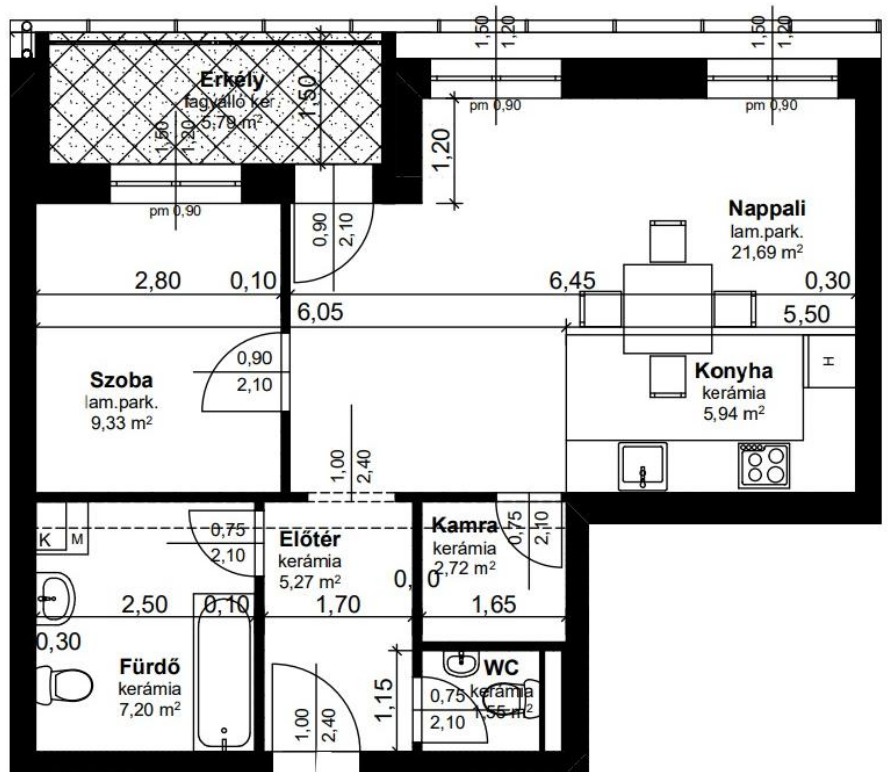 1,50
1,20
1,50
1,20
Erkély
fagyálló ker
5,79 m²
1,50
1,50
1,20
pm 0,90
pm 0,90
pm 0,90
1,20
0,90
2,10
Nappali
lam.park.
21,69 m²
2,80
0,10
6,45
0,30
6,05
5,50
Szoba
lam.park.
9,33 m²
0,90
2,10
Konyha
kerámia
5,94 m²
H
1,00
2,40
K
M
0,75
2,10
Előtér
kerámia
5,27 m²
Kamra
kerámia
2,72 m²
0,75
2,10
2,50
0,10
1,70
1,65
0,30
Fürdő
kerámia
7,20 m²
1,00
2,40
1,15
0,75
2,10
WC
kerámia
1,55 m²